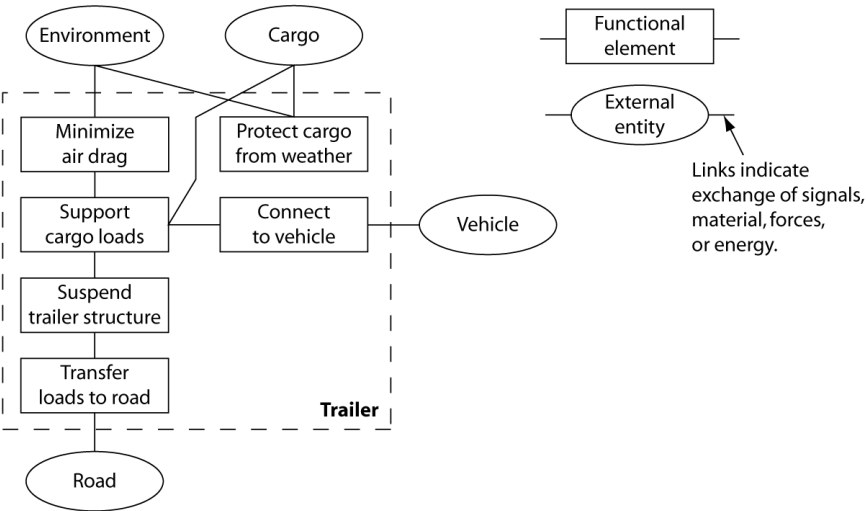 Environment
Cargo
Functional
element
External
entity
Links indicate
exchange of signals,
material, forces,
or energy.
Minimize
air drag
Protect cargo
from weather
Support
cargo loads
Connect
to vehicle
Vehicle
Suspend
trailer structure
Transfer
loads to road
Trailer
Road